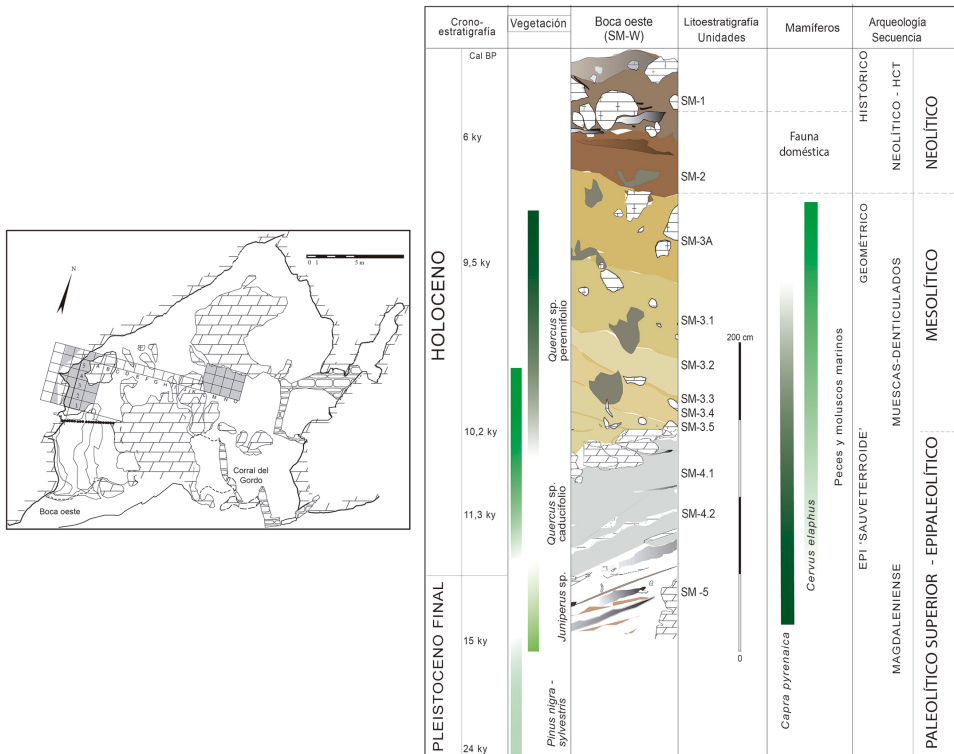 Crono-
estratigrafía
Vegetación
Boca oeste
(SM-W)
Litoestratigrafía
Unidades
Mamíferos
Arqueología
Secuencia
Cal BP
6 ky
9,5 ky
10,2 ky
11,3 ky
15 ky
24 ky
HOLOCENO
PLEISTOCENO FINAL
Quercus sp.
perennifolio
Quercus sp.
caducifolio
Juniperus sp.
Pinus nigra -
sylvestris
SM-1
SM-2
SM-3A
SM-3.1
SM-3.2
SM-3.3
SM-3.4
SM-3.5
SM-4.1
SM-4.2
SM -5
200 cm
0
Fauna
doméstica
Capra pyrenaica
Cervus elaphus
Peces y moluscos marinos
HISTÓRICO
GEOMÉTRICO
EPI 'SAUVETERROIDE'
NEOLÍTICO - HCT
MUESCAS-DENTICULADOS
MAGDALENIENSE
NEOLÍTICO
MESOLÍTICO
PALEOLÍTICO SUPERIOR - EPIPALEOLÍTICO
N
0 1 5 m
A B C D E F G H
M N O
Corral del
Gordo
Boca oeste